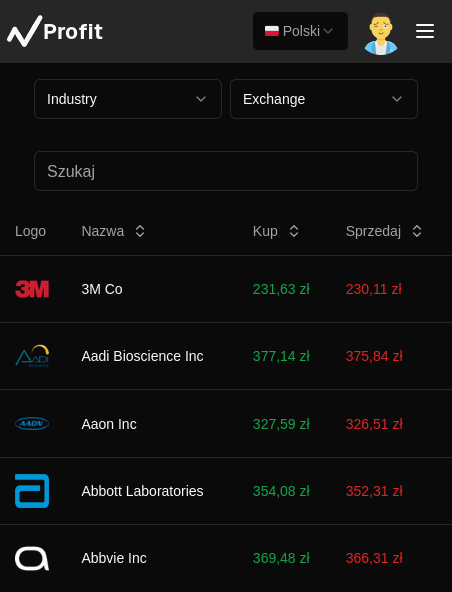 Profit
Polski
Industry Exchange
Szukaj
Logo Nazwa Kup Sprzedaj
3M 3M Co 231,63 zł 230,11 zł
AADI Aadi Bioscience Inc 377,14 zł 375,84 zł
AAON Aaon Inc 327,59 zł 326,51 zł
Abbott Laboratories 354,08 zł 352,31 zł
Abbvie Inc 369,48 zł 366,31 zł